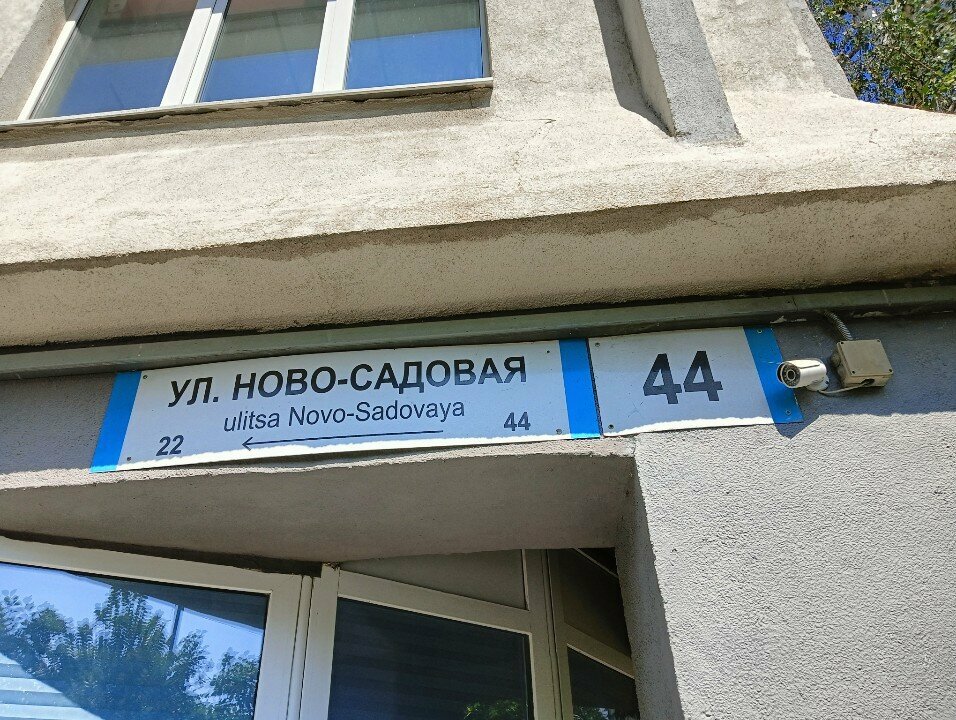 УЛ. НОВО-САДОВАЯ
ulitsa Novo-Sadovaya
22 44
44